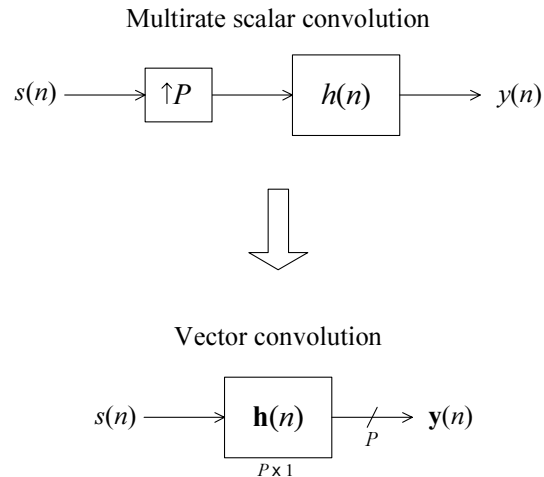 Multirate scalar convolution
s(n) ↑P h(n) y(n)
Vector convolution
s(n) h(n) y(n)
P
P x 1